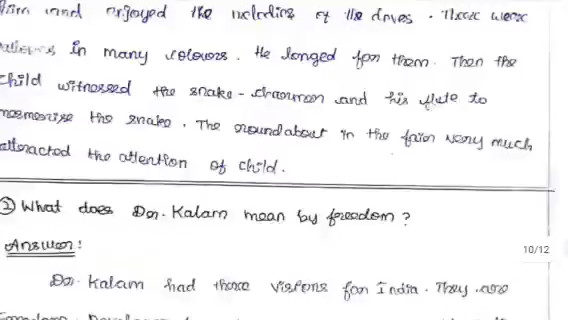 him and enjoyed the melodies of the doves. There were
balloons in many colours. He longed for them. Then the
child witnessed the snake-charmer and his flute to
mesmerise the snake. The roundabout in the fair very much
attracted the attention of child.
② What does Dr. Kalam mean by freedom?
Answer:
10/12
Dr. Kalam had three visions for India. They are